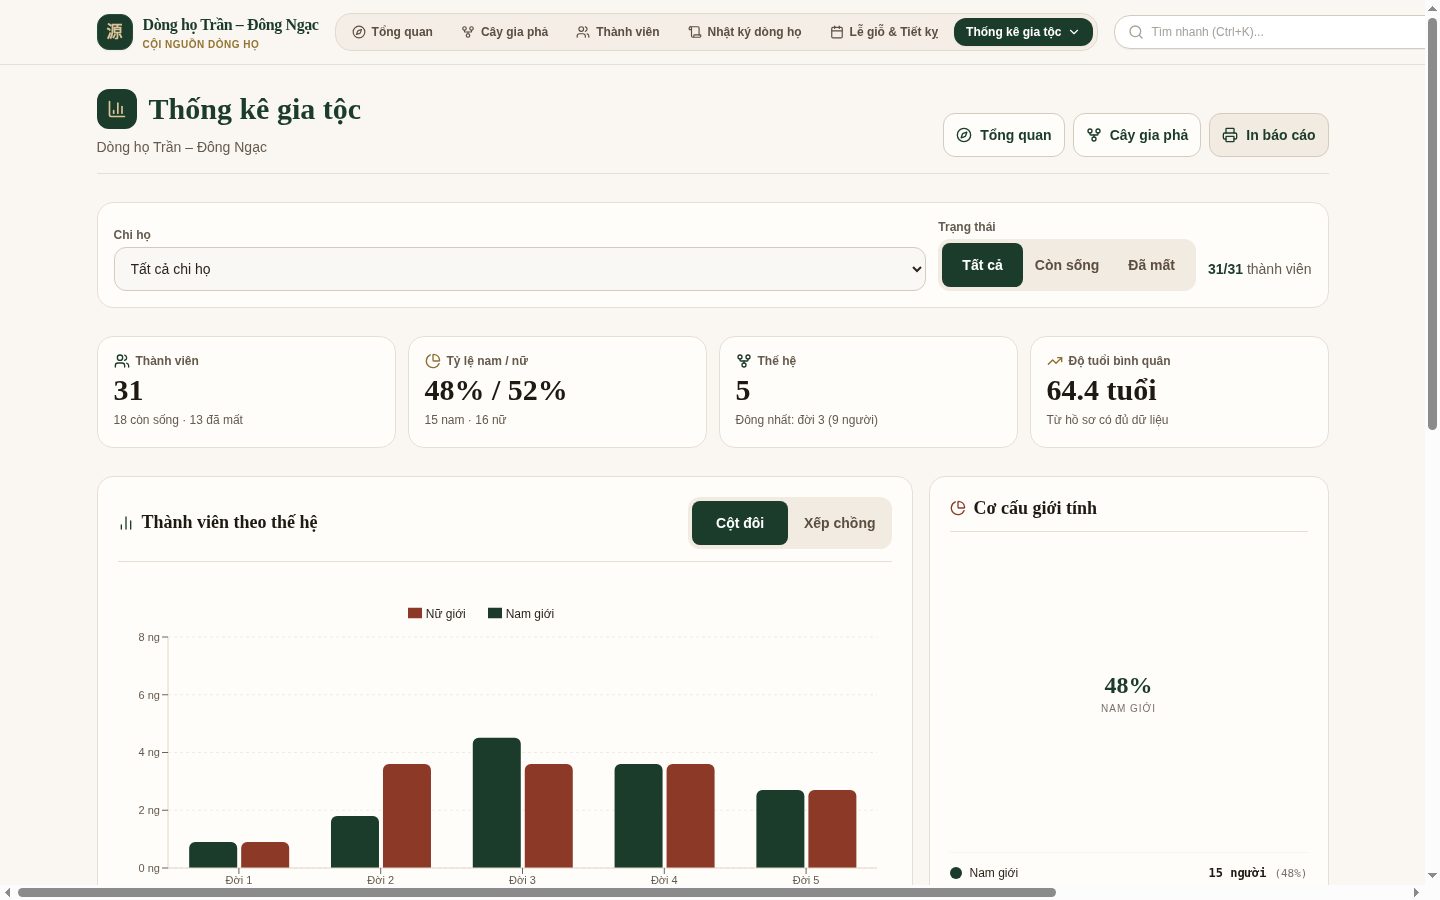 源
Dòng họ Trần – Đông Ngạc
CỘI NGUỒN DÒNG HỌ
Tổng quan
Cây gia phả
Thành viên
Nhật ký dòng họ
Lễ giỗ & Tiết kỵ
Thống kê gia tộc
Tìm nhanh (Ctrl+K)...
Thống kê gia tộc
Dòng họ Trần – Đông Ngạc
Tổng quan
Cây gia phả
In báo cáo
Chi họ
Tất cả chi họ
Trạng thái
Tất cả
Còn sống
Đã mất
31/31 thành viên
Thành viên
31
18 còn sống · 13 đã mất
Tỷ lệ nam / nữ
48% / 52%
15 nam · 16 nữ
Thế hệ
5
Đông nhất: đời 3 (9 người)
Độ tuổi bình quân
64.4 tuổi
Từ hồ sơ có đủ dữ liệu
Thành viên theo thế hệ
Cột đôi
Xếp chồng
Nữ giới
Nam giới
8 ng
6 ng
4 ng
2 ng
0 ng
Đời 1
Đời 2
Đời 3
Đời 4
Đời 5
Cơ cấu giới tính
48%
NAM GIỚI
Nam giới
15 người (48%)